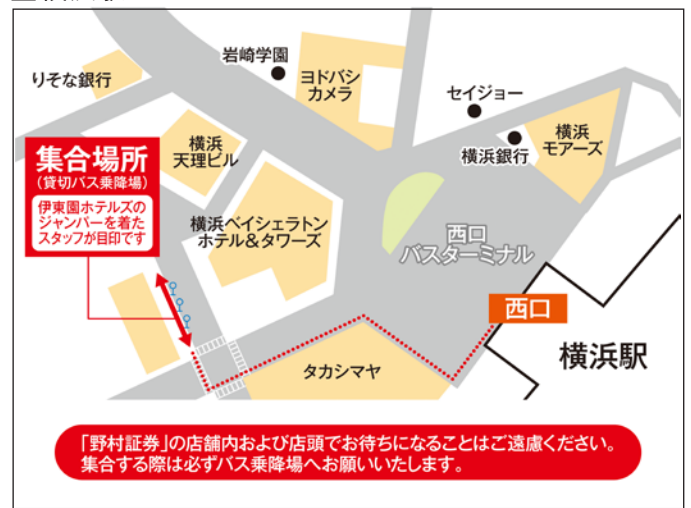 岩崎学園
りそな銀行
ヨドバシ
カメラ
セイジョー
横浜
天理ビル
横浜銀行
横浜
モアーズ
集合場所
(貸切バス乗降場)
伊東園ホテルズの
ジャンバーを着た
スタッフが目印です
横浜ベイシェラトン
ホテル&タワーズ
西口
バスターミナル
西口
横浜駅
タカシマヤ
「野村証券」の店舗内および店頭でお待ちになることはご遠慮ください。
集合する際は必ずバス乗降場へお願いいたします。